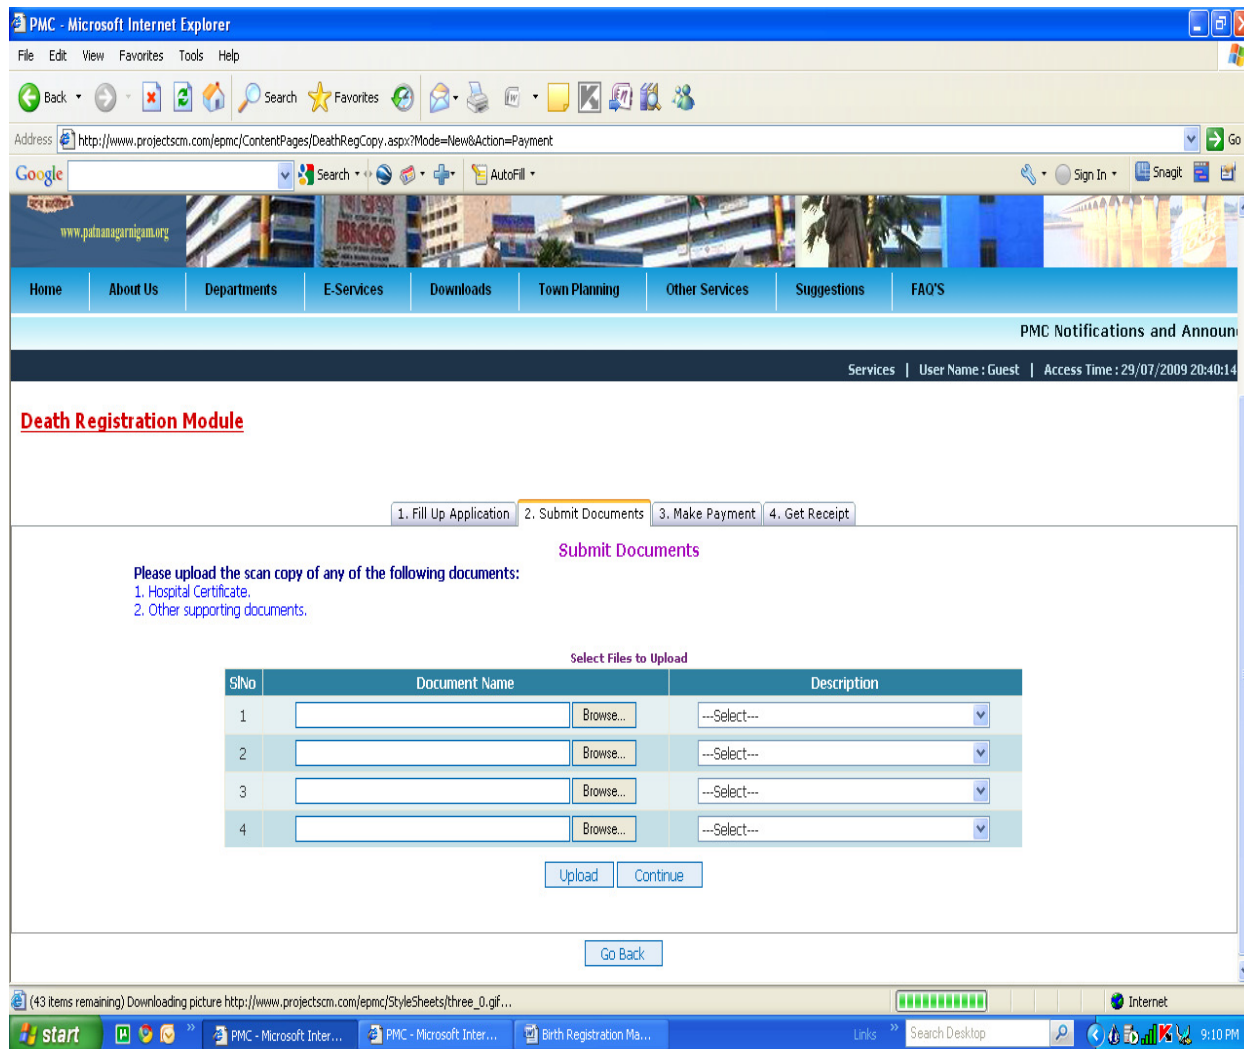 PMC - Microsoft Internet Explorer
File Edit View Favorites Tools Help
Back Search Favorites
Address http://www.projectscm.com/epmc/ContentPages/DeathRegCopy.aspx?Mode=New&Action=Payment Go
Google Search AutoFill Sign In Snagit
www.patnanagarnigam.org
Home About Us Departments E-Services Downloads Town Planning Other Services Suggestions FAQ'S
PMC Notifications and Announ
Services | User Name : Guest | Access Time : 29/07/2009 20:40:14
Death Registration Module
1. Fill Up Application 2. Submit Documents 3. Make Payment 4. Get Receipt
Submit Documents
Please upload the scan copy of any of the following documents:
1. Hospital Certificate.
2. Other supporting documents.
Select Files to Upload
SlNo Document Name Description
1 Browse... ---Select---
2 Browse... ---Select---
3 Browse... ---Select---
4 Browse... ---Select---
Upload Continue
Go Back
(43 items remaining) Downloading picture http://www.projectscm.com/epmc/StyleSheets/three_0.gif... Internet
start PMC - Microsoft Inter... PMC - Microsoft Inter... Birth Registration Ma... Links » Search Desktop 9:10 PM